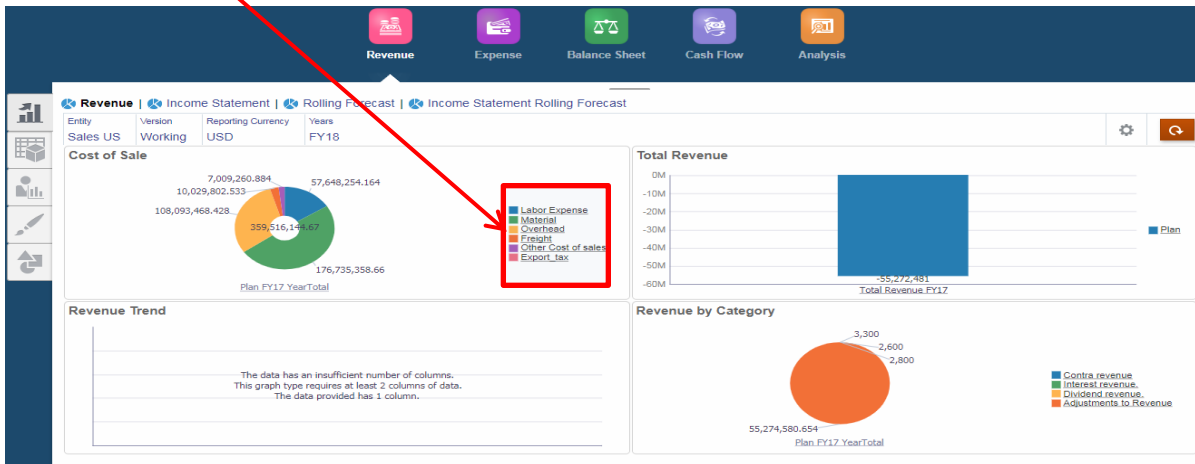 Revenue
Expense
Balance Sheet
Cash Flow
Analysis
Revenue | Income Statement | Rolling Forecast | Income Statement Rolling Forecast
Entity Version Reporting Currency Years
Sales US Working USD FY18
Cost of Sale
7,009,260.884
57,648,254.164
10,029,802.533
108,093,468.428
359,516,144.67
176,735,358.66
Plan FY17 YearTotal
Labor Expense
Material
Overhead
Freight
Other Cost of sales
Export_tax
Total Revenue
0M
-10M
-20M
-30M
-40M
-50M
-60M
-55,272,481
Total Revenue FY17
Plan
Revenue Trend
The data has an insufficient number of columns.
This graph type requires at least 2 columns of data.
The data provided has 1 column.
Revenue by Category
3,300
2,600
2,800
55,274,580.654
Plan FY17 YearTotal
Contra revenue
Interest revenue.
Dividend revenue.
Adjustments to Revenue